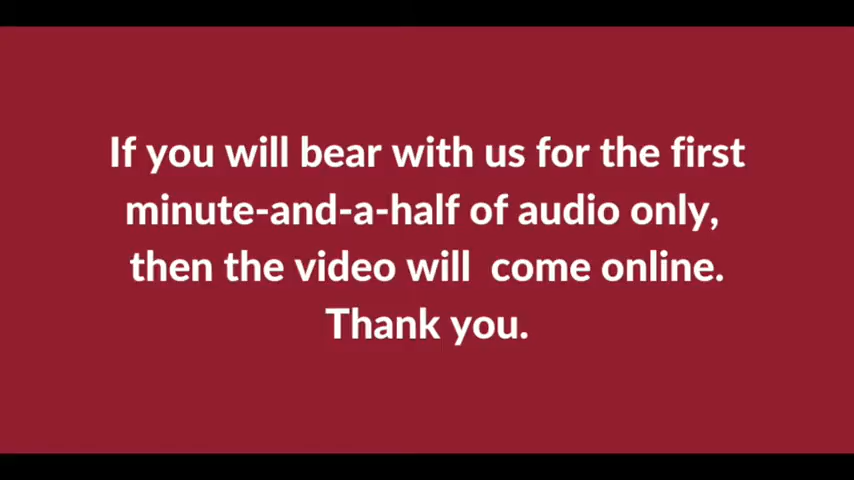 If you will bear with us for the first
minute-and-a-half of audio only,
then the video will  come online.
Thank you.